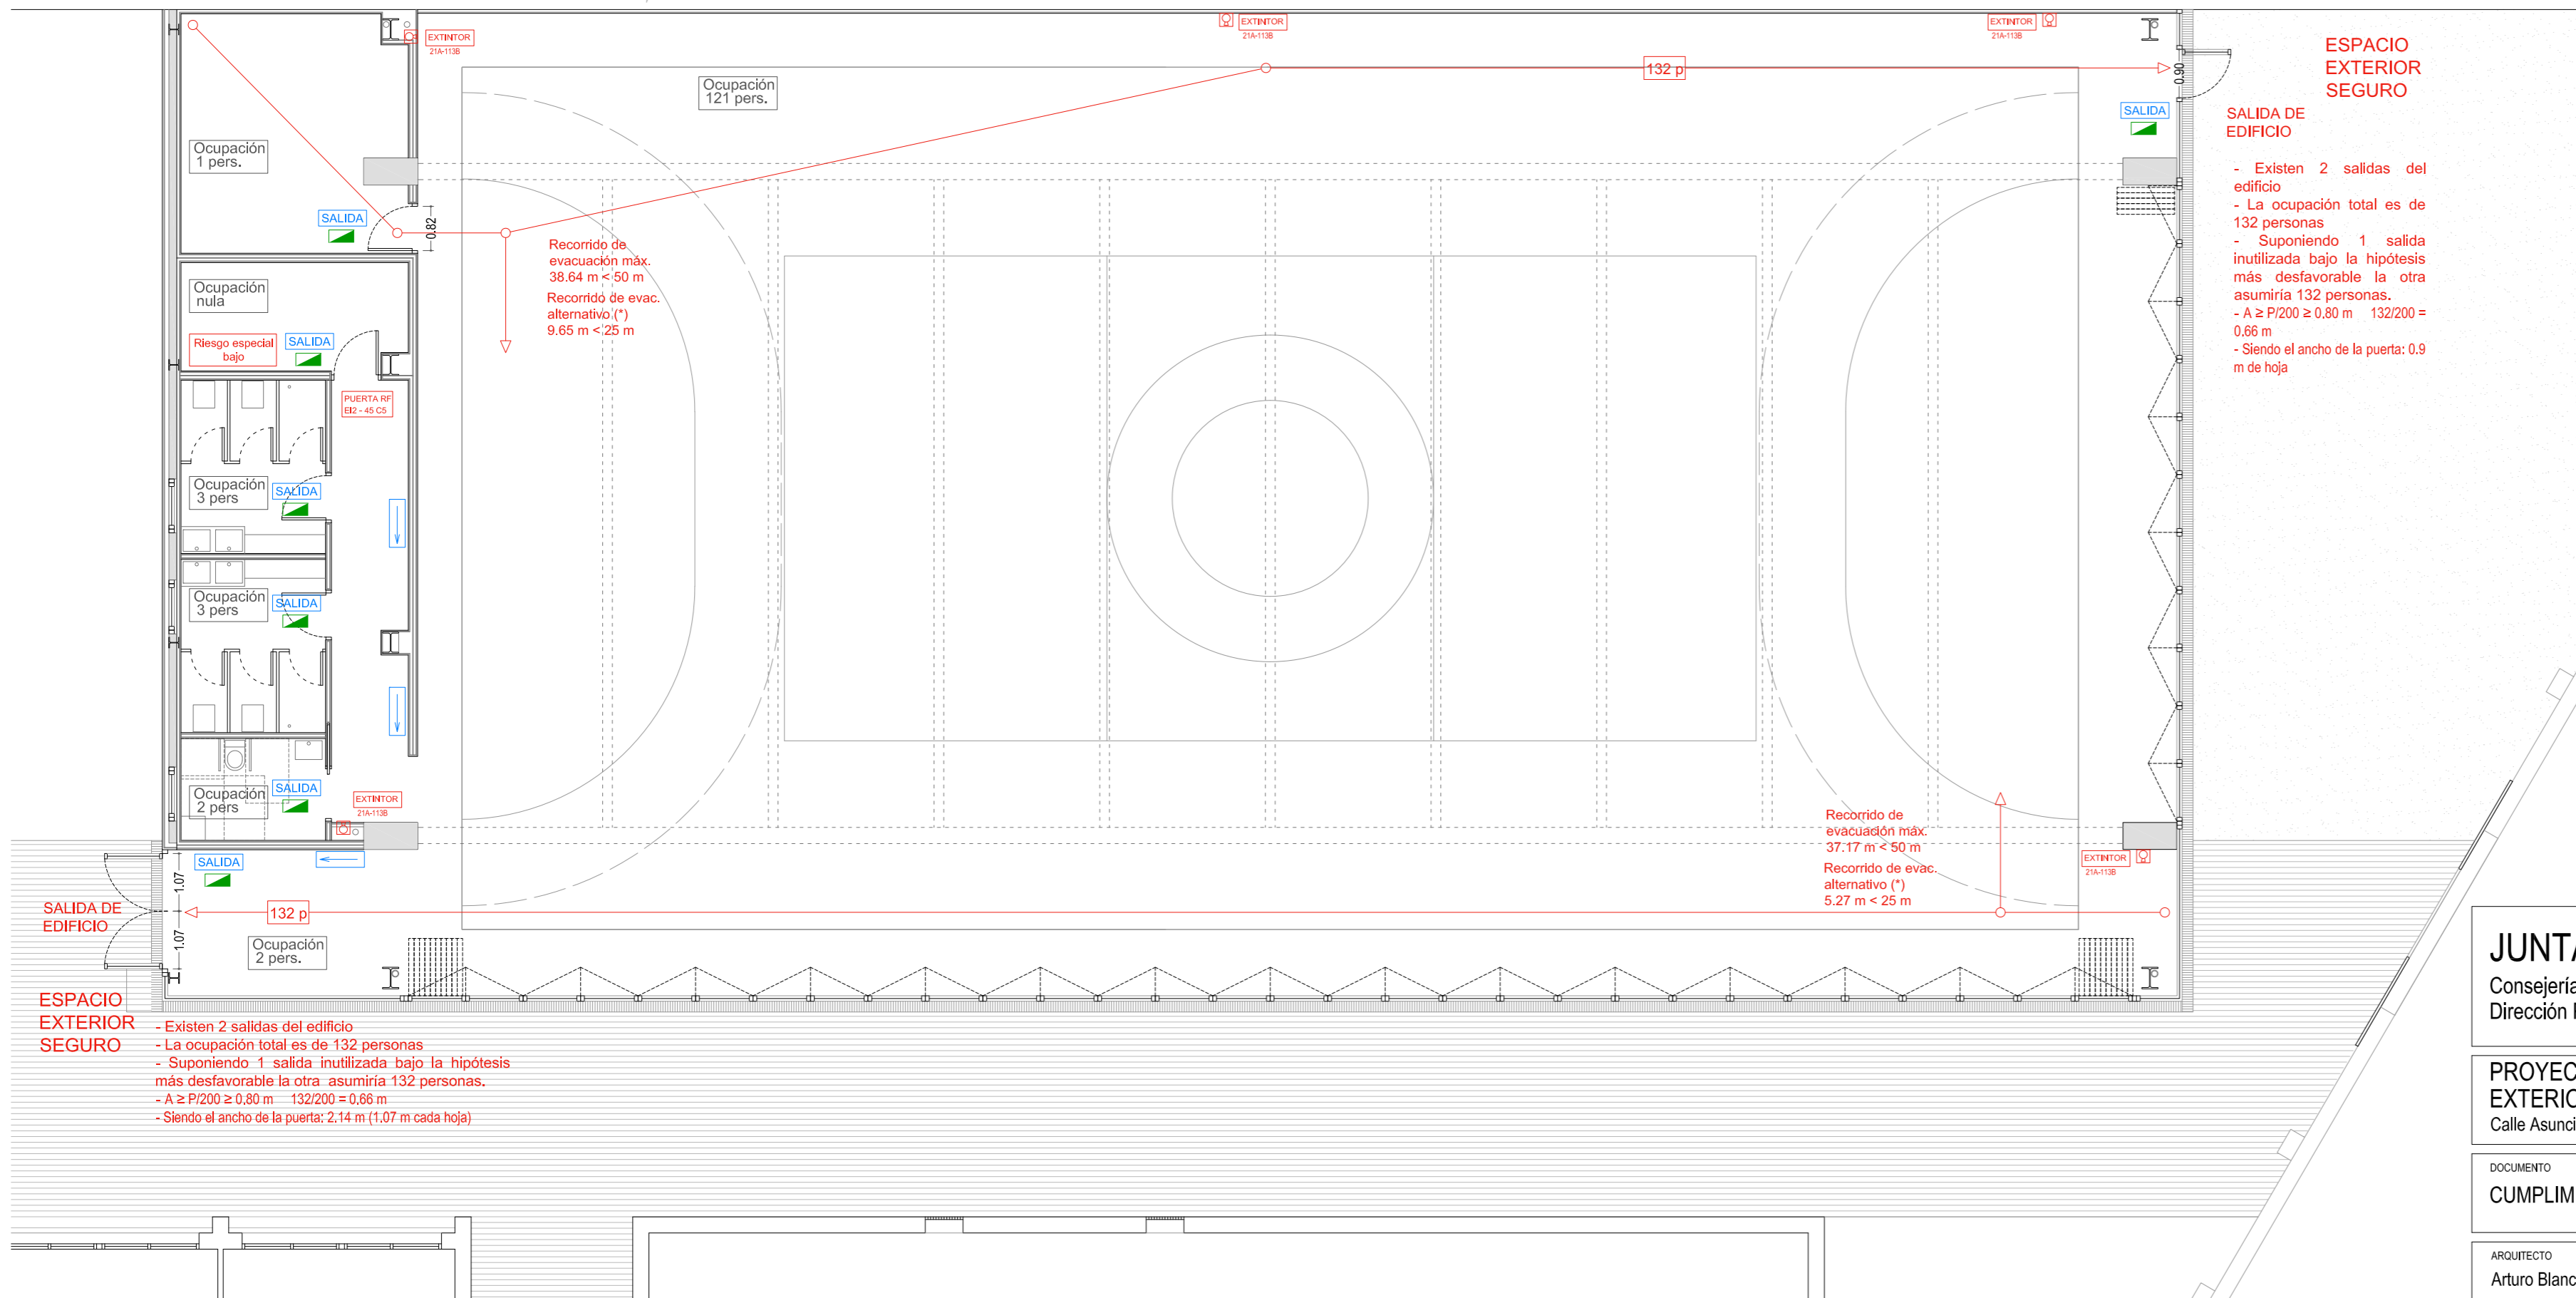 EXTINTOR
21A-113B
EXTINTOR
21A-113B
EXTINTOR
21A-113B
ESPACIO
EXTERIOR
SEGURO
132 p
0.90
Ocupación
121 pers.
SALIDA
SALIDA DE
EDIFICIO
Ocupación
1 pers.
- Existen 2 salidas del
edificio
- La ocupación total es de
132 personas
- Suponiendo 1 salida
inutilizada bajo la hipótesis
más desfavorable la otra
asumiría 132 personas.
- A ≥ P/200 ≥ 0,80 m 132/200 =
0.66 m
- Siendo el ancho de la puerta: 0.9
m de hoja
SALIDA
0.82
Recorrido de
evacuación máx.
38.64 m < 50 m
Recorrido de evac.
alternativo (*)
9.65 m < 25 m
Ocupación
nula
Riesgo especial
bajo
SALIDA
PUERTA RF
EI2 - 45 C5
Ocupación
3 pers
SALIDA
Ocupación
3 pers
SALIDA
Ocupación
2 pers
SALIDA
EXTINTOR
21A-113B
Recorrido de
evacuación máx.
37.17 m < 50 m
Recorrido de evac.
alternativo (*)
5.27 m < 25 m
EXTINTOR
21A-113B
SALIDA
1.07
1.07
SALIDA DE
EDIFICIO
132 p
Ocupación
2 pers.
ESPACIO
EXTERIOR
SEGURO
- Existen 2 salidas del edificio
- La ocupación total es de 132 personas
- Suponiendo 1 salida inutilizada bajo la hipótesis
más desfavorable la otra asumiría 132 personas.
- A ≥ P/200 ≥ 0,80 m 132/200 = 0,66 m
- Siendo el ancho de la puerta: 2,14 m (1,07 m cada hoja)
JUNTA
Consejería
Dirección
PROYEC
EXTERIO
Calle Asunci
DOCUMENTO
CUMPLIM
ARQUITECTO
Arturo Blanc